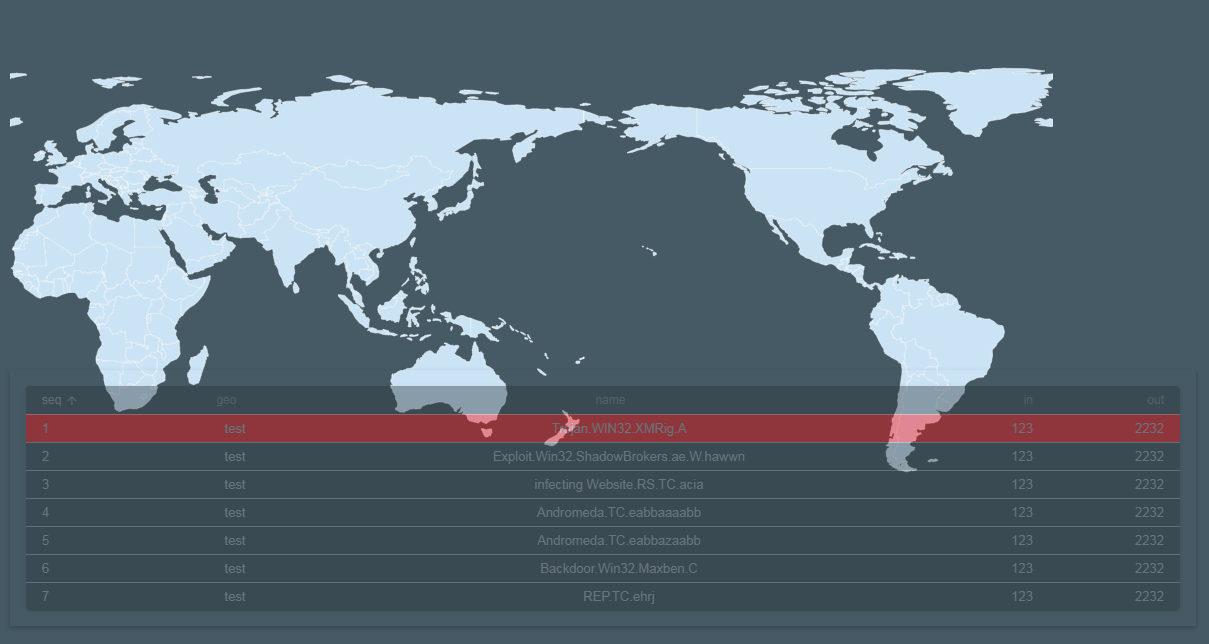 seq ↑ geo name in out
1 test Trojan.WIN32.XMRig.A 123 2232
2 test Exploit.Win32.ShadowBrokers.ae.W.hawwn 123 2232
3 test infecting Website.RS.TC.acia 123 2232
4 test Andromeda.TC.eabbaaaabb 123 2232
5 test Andromeda.TC.eabbazaabb 123 2232
6 test Backdoor.Win32.Maxben.C 123 2232
7 test REP.TC.ehrj 123 2232